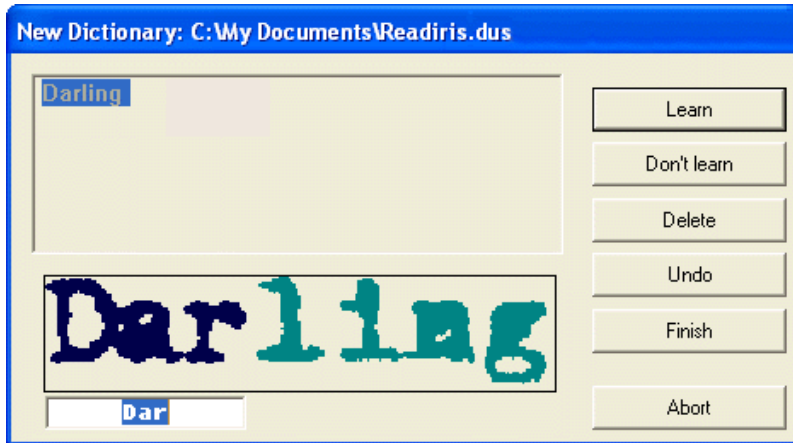 New Dictionary: C:\My Documents\Readiris.dus
Darling
Learn
Don't learn
Delete
Undo
Finish
Abort
Darling
Dar